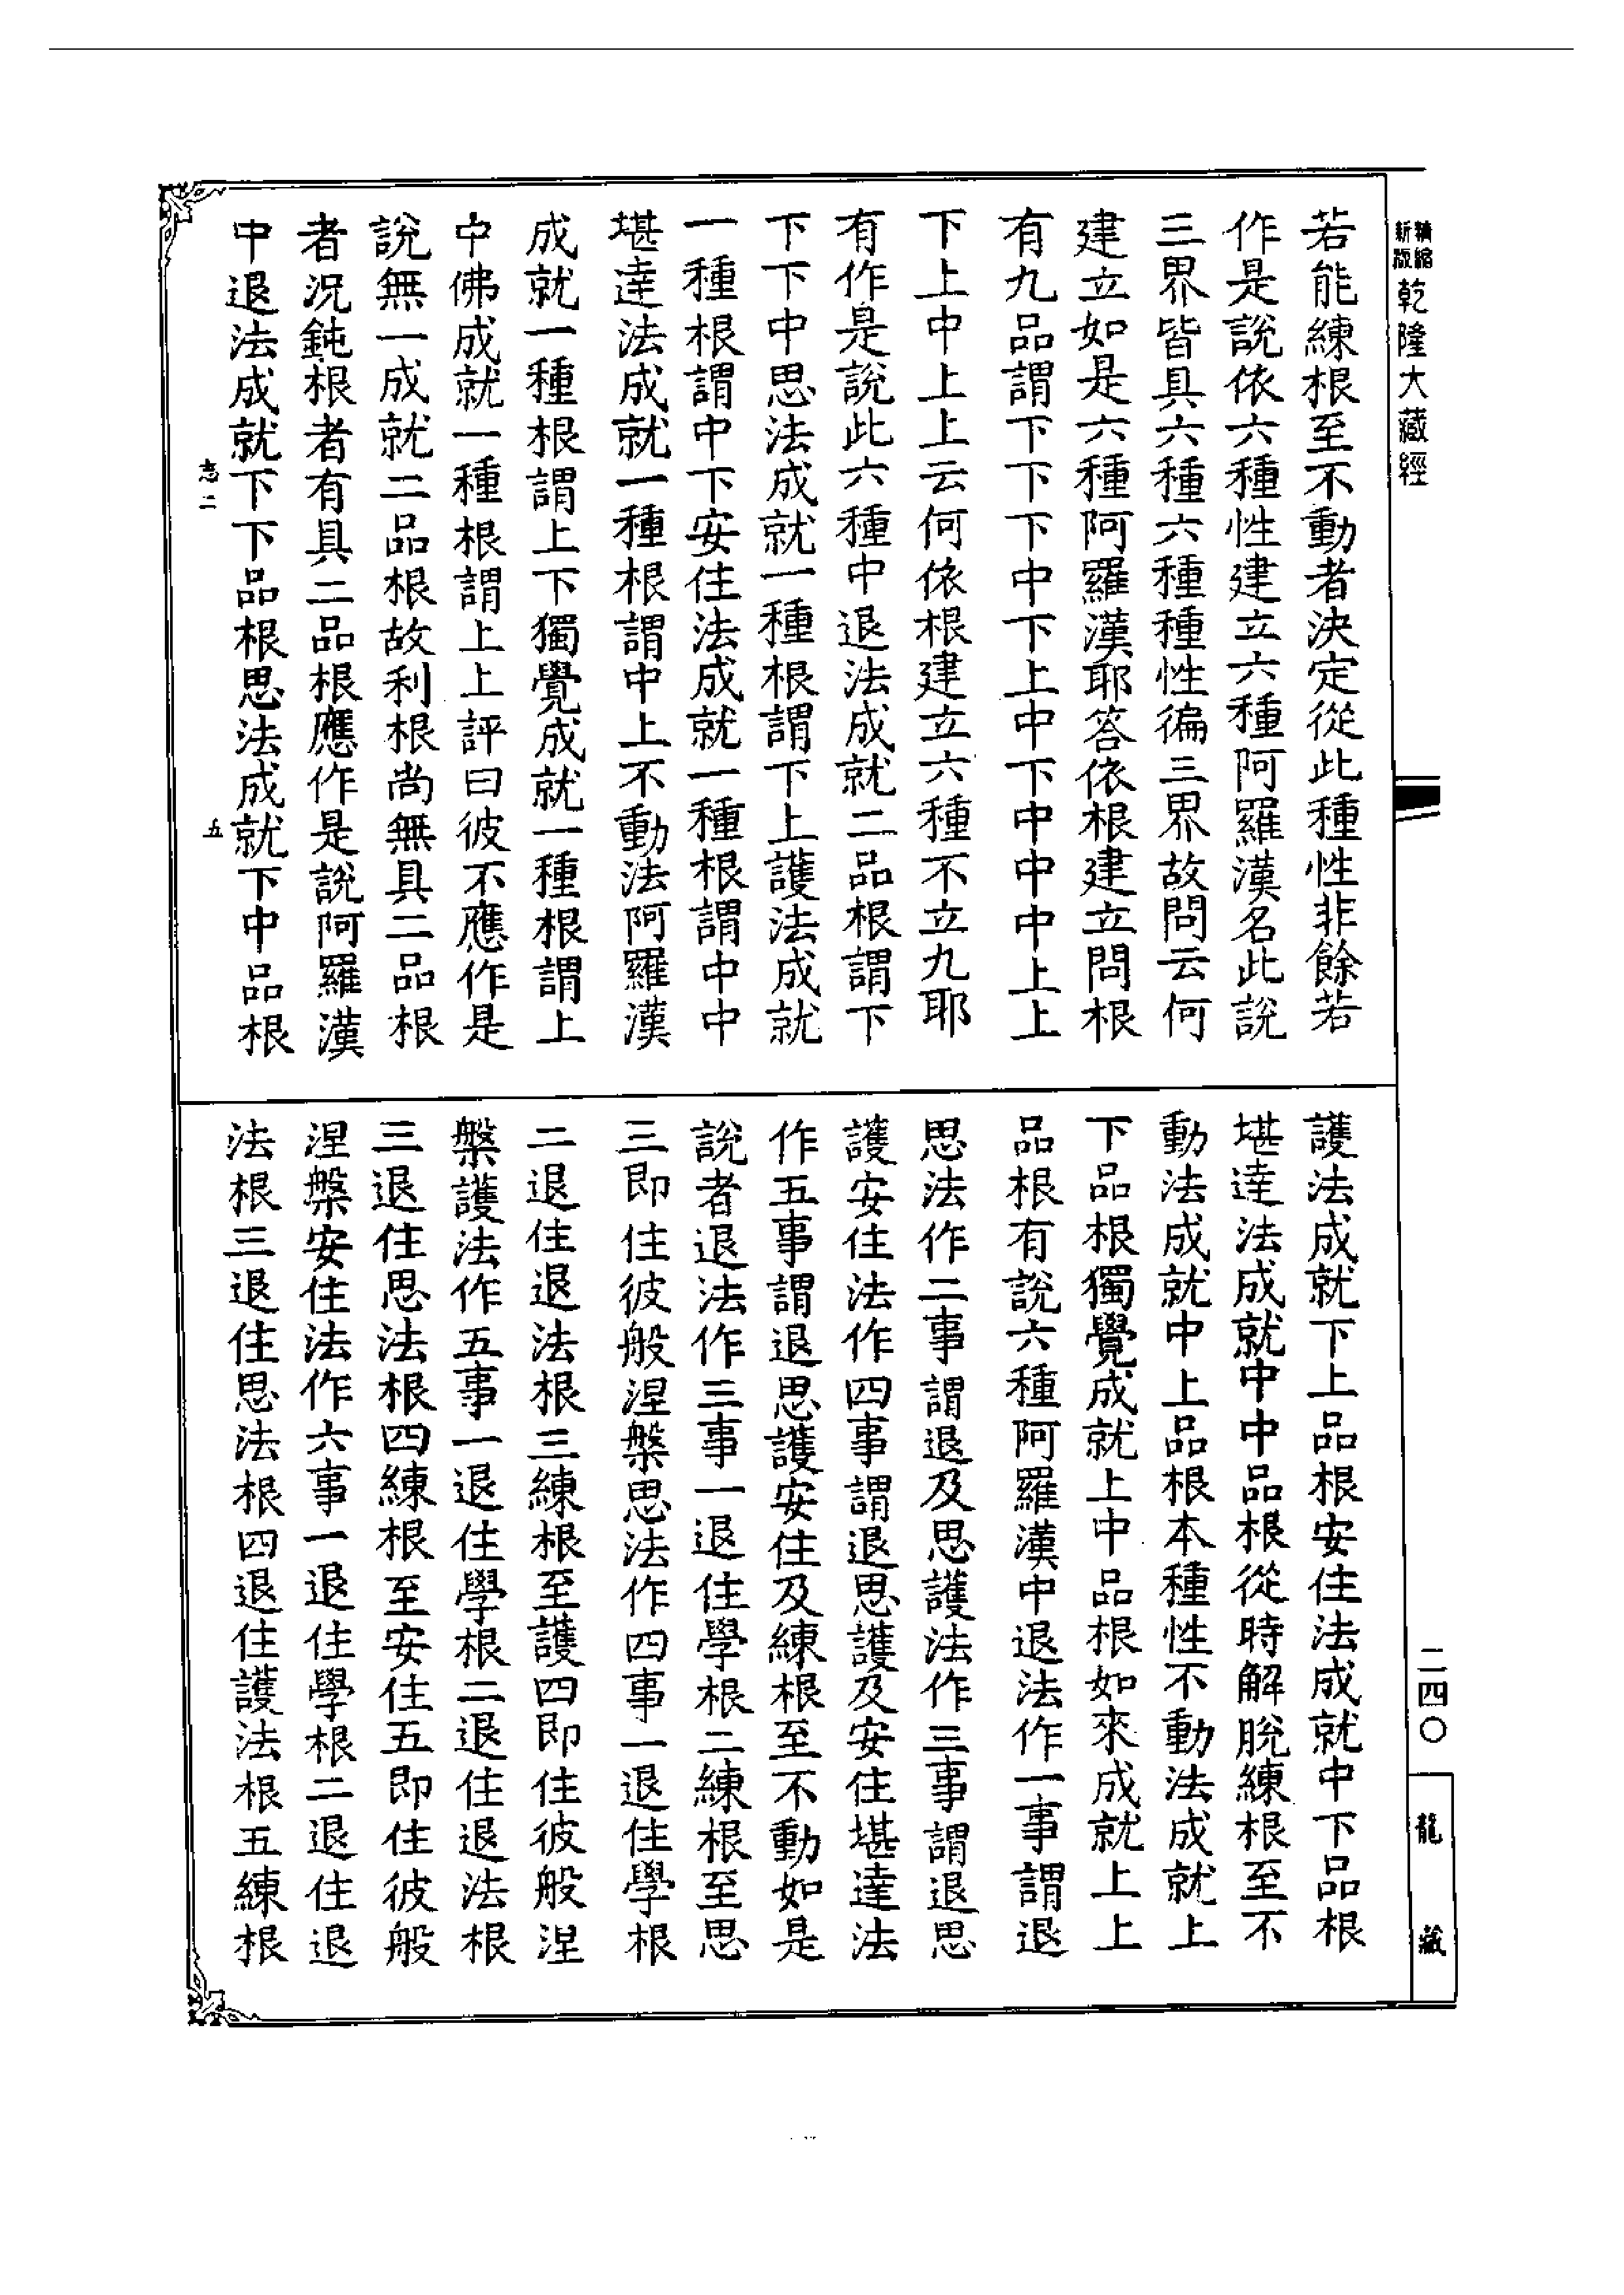 精縮
新版
乾隆大藏經
若能練根至不動者決定從此種性非餘若
作是說依六種性建立六種阿羅漢名此說
三界皆具六種六種種性徧三界故問云何
建立如是六種阿羅漢耶答依根建立問根
有九品謂下下下中下上中下中中中上上
下上中上上上云何依根建立六種不立九耶
有作是說此六種中退法成就二品根謂下
下下中思法成就一種根謂下上護法成就
一種根謂中下安住法成就一種根謂中中
堪達法成就一種根謂中上不動法阿羅漢
成就一種根謂上下獨覺成就一種根謂上
中佛成就一種根謂上上評曰彼不應作是
說無一成就二品根故利根尚無具二品根
者況鈍根者有具二品根應作是說阿羅漢
中退法成就下下品根思法成就下中品根
志二
五
護法成就下上品根安住法成就中下品根
堪達法成就中中品根從時解脫練根至不
動法成就中上品根本種性不動法成就上
下品根獨覺成就上中品根如來成就上上
品根有說六種阿羅漢中退法作一事謂退
思法作二事謂退及思護法作三事謂退思
護安住法作四事謂退思護及安住堪達法
作五事謂退思護安住及練根至不動如是
說者退法作三事一退住學根二練根至思
三即住彼般涅槃思法作四事一退住學根
二退住退法根三練根至護四即住彼般涅
槃護法作五事一退住學根二退住退法根
三退住思法根四練根至安住五即住彼般
涅槃安住法作六事一退住學根二退住退
法根三退住思法根四退住護法根五練根
二四〇
龍藏